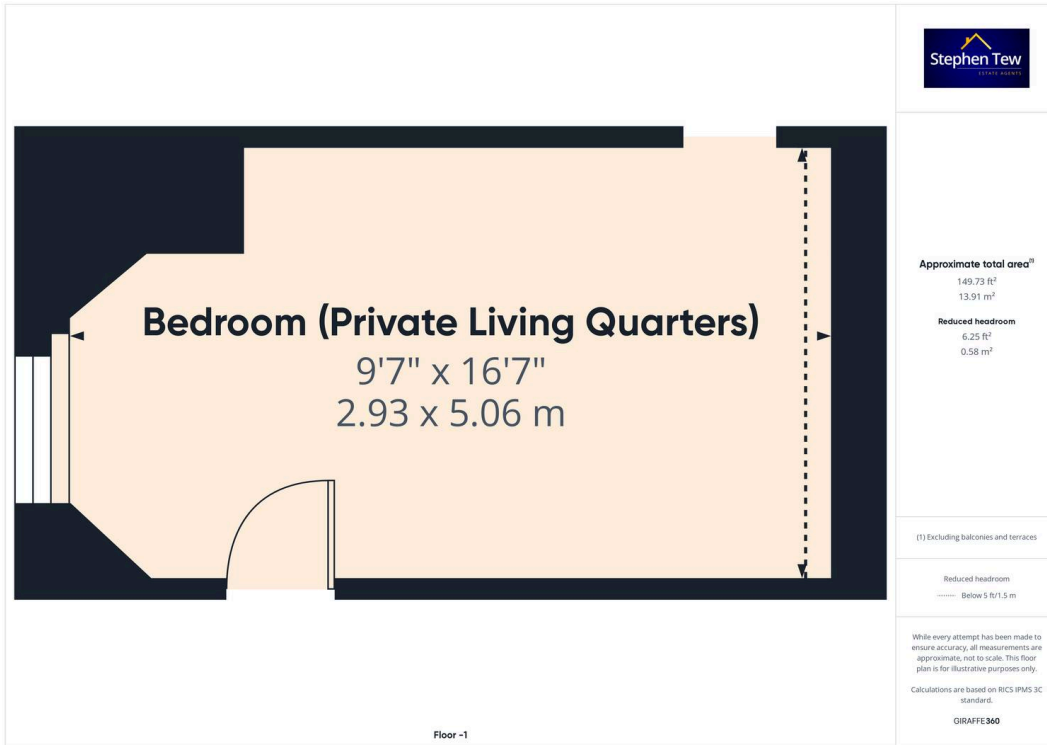 Bedroom (Private Living Quarters)
9'7" x 16'7"
2.93 x 5.06 m
Floor -1
Stephen Tew
ESTATE AGENTS
Approximate total area⁽¹⁾
149.73 ft²
13.91 m²
Reduced headroom
6.25 ft²
0.58 m²
(1) Excluding balconies and terraces
Reduced headroom
Below 5 ft/1.5 m
While every attempt has been made to
ensure accuracy, all measurements are
approximate, not to scale. This floor
plan is for illustrative purposes only.
Calculations are based on RICS IPMS 3C
standard.
GIRAFFE360